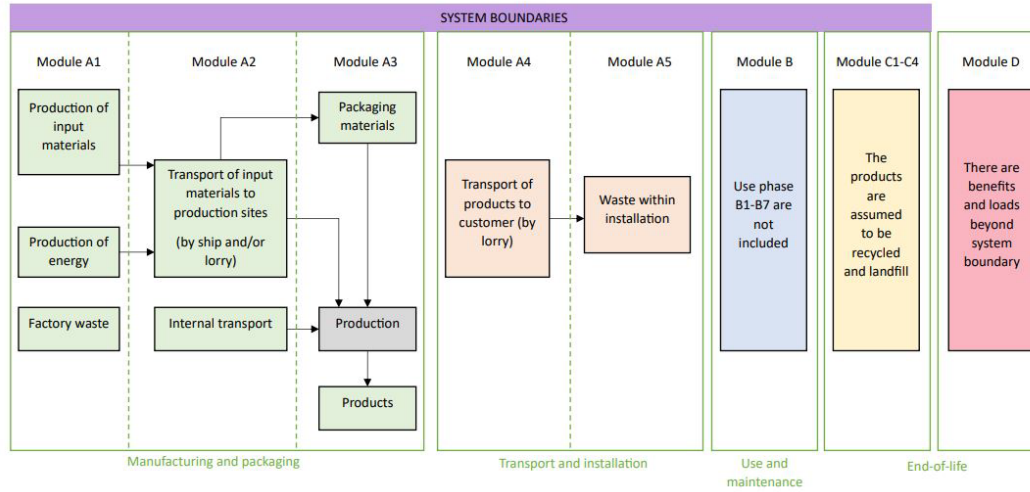 SYSTEM BOUNDARIES
Module A1
Module A2
Module A3
Module A4
Module A5
Module B
Module C1-C4
Module D
Production of
input
materials
Production of
energy
Factory waste
Transport of input
materials to
production sites
(by ship and/or
lorry)
Internal transport
Packaging
materials
Production
Products
Transport of
products to
customer (by
lorry)
Waste within
installation
Use phase
B1-B7 are
not
included
The
products
are
assumed
to be
recycled
and landfill
There are
benefits
and loads
beyond
system
boundary
Manufacturing and packaging
Transport and installation
Use and
maintenance
End-of-life